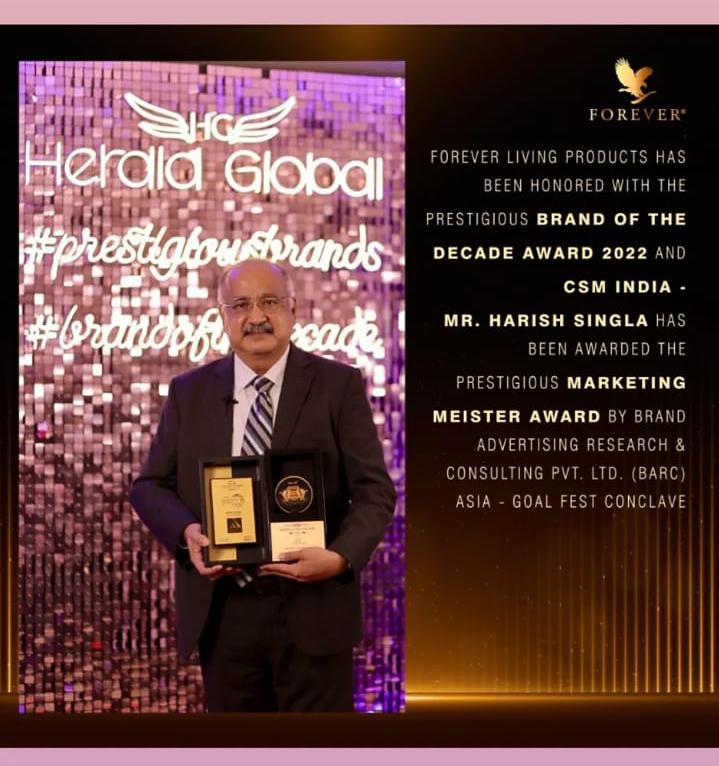 HG
Herald Global
#prestigiousbrands
#brandof decade
FOREVER®
FOREVER LIVING PRODUCTS HAS
BEEN HONORED WITH THE
PRESTIGIOUS BRAND OF THE
DECADE AWARD 2022 AND
CSM INDIA -
MR. HARISH SINGLA HAS
BEEN AWARDED THE
PRESTIGIOUS MARKETING
MEISTER AWARD BY BRAND
ADVERTISING RESEARCH &
CONSULTING PVT. LTD. (BARC)
ASIA - GOAL FEST CONCLAVE